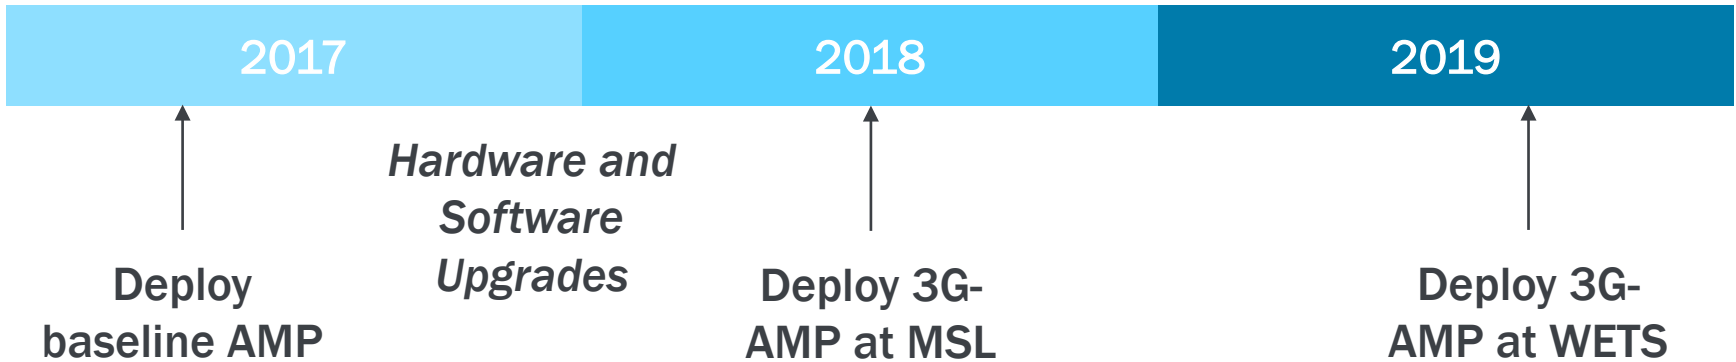 2017
2018
2019
Hardware and
Software
Upgrades
Deploy
baseline AMP
Deploy 3G-
AMP at MSL
Deploy 3G-
AMP at WETS